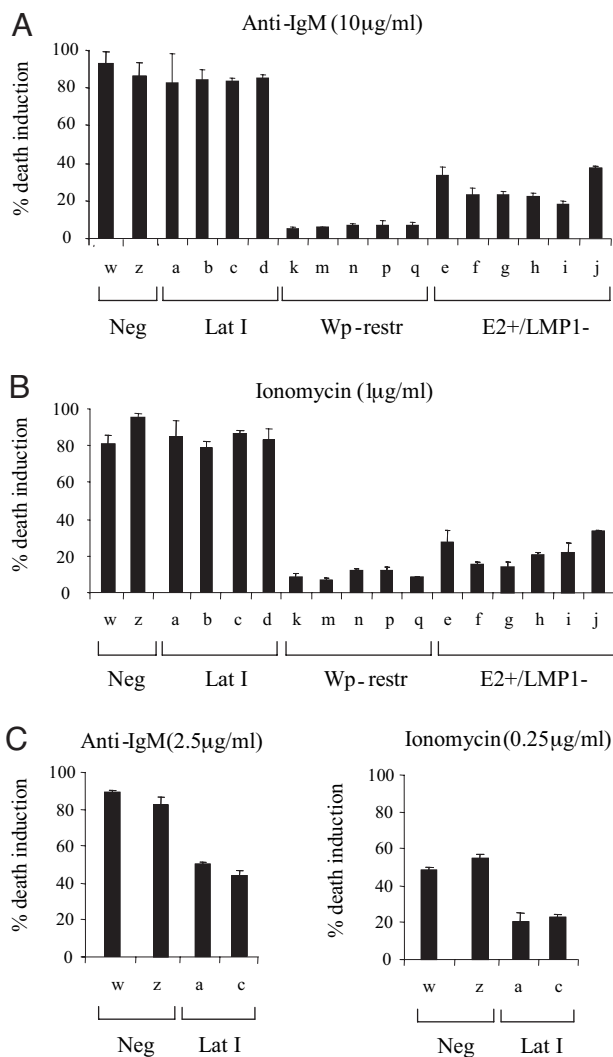 A
Anti-IgM (10µg/ml)
% death induction
100
80
60
40
20
0
w z a b c d k m n p q e f g h i j
Neg Lat I Wp-restr E2+/LMP1-
B
Ionomycin (1µg/ml)
% death induction
100
80
60
40
20
0
w z a b c d k m n p q e f g h i j
Neg Lat I Wp-restr E2+/LMP1-
C
Anti-IgM(2.5µg/ml)
% death induction
100
80
60
40
20
0
w z a c
Neg Lat I
Ionomycin(0.25µg/ml)
% death induction
100
80
60
40
20
0
w z a c
Neg Lat I